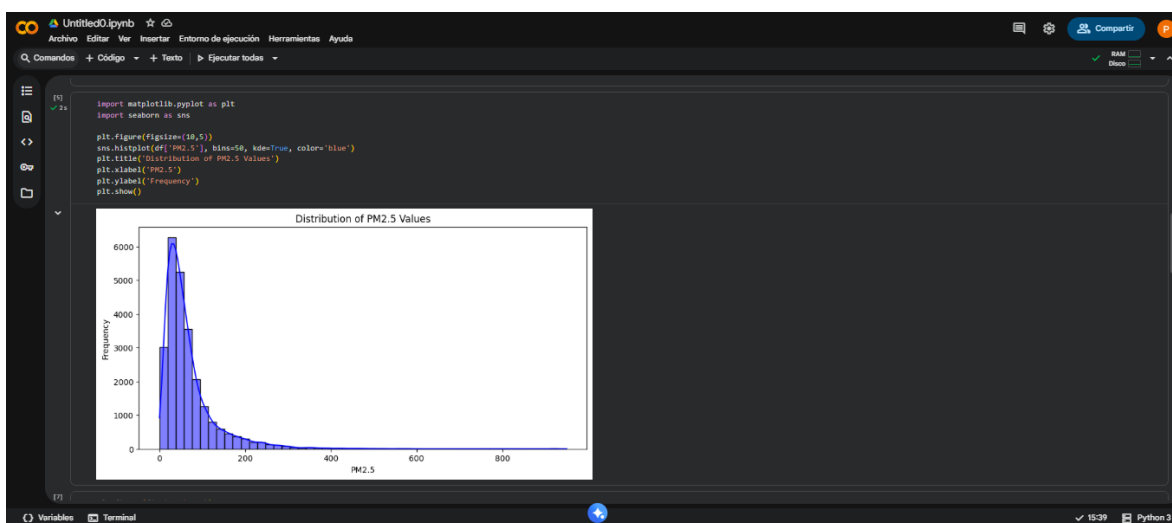 Untitled0.ipynb
Archivo Editar Ver Insertar Entorno de ejecución Herramientas Ayuda
Compartir
P
Comandos + Código + Texto Ejecutar todas
RAM
Disco
[5]
2 s
import matplotlib.pyplot as plt
import seaborn as sns
plt.figure(figsize=(10,5))
sns.histplot(df['PM2.5'], bins=50, kde=True, color='blue')
plt.title('Distribution of PM2.5 Values')
plt.xlabel('PM2.5')
plt.ylabel('Frequency')
plt.show()
Distribution of PM2.5 Values
Frequency
6000
5000
4000
3000
2000
1000
0
0 200 400 600 800
PM2.5
[7]
Variables Terminal
15:39 Python 3